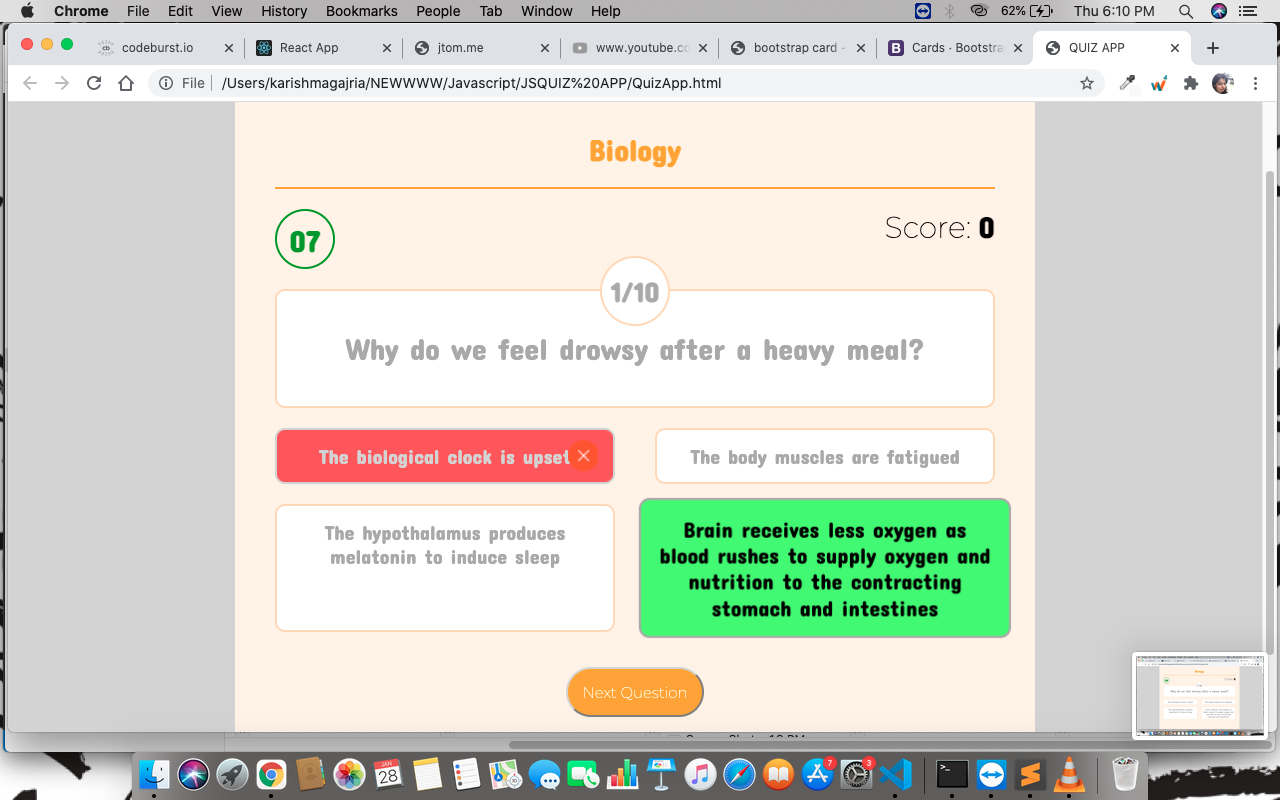 Chrome File Edit View History Bookmarks People Tab Window Help 62% Thu 6:10 PM
codeburst.io React App jtom.me www.youtube.co bootstrap card - Cards · Bootstra QUIZ APP
File /Users/karishmagajria/NEWWWW/Javascript/JSQUIZ%20APP/QuizApp.html
Biology
07
Score: 0
1/10
Why do we feel drowsy after a heavy meal?
The biological clock is upset
The body muscles are fatigued
The hypothalamus produces
melatonin to induce sleep
Brain receives less oxygen as
blood rushes to supply oxygen and
nutrition to the contracting
stomach and intestines
Next Question
JAN
28
7
3